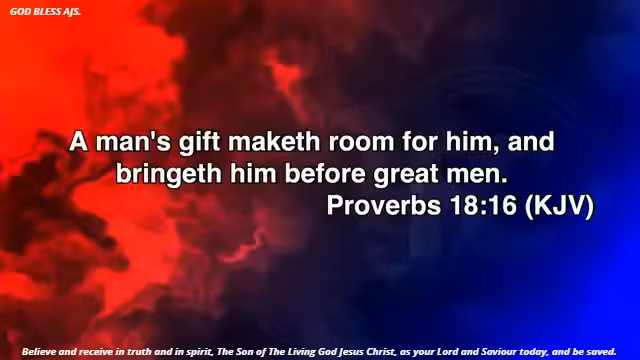 GOD BLESS AJS.
A man's gift maketh room for him, and
bringeth him before great men.
Proverbs 18:16 (KJV)
Believe and receive in truth and in spirit, The Son of The Living God Jesus Christ, as your Lord and Saviour today, and be saved.